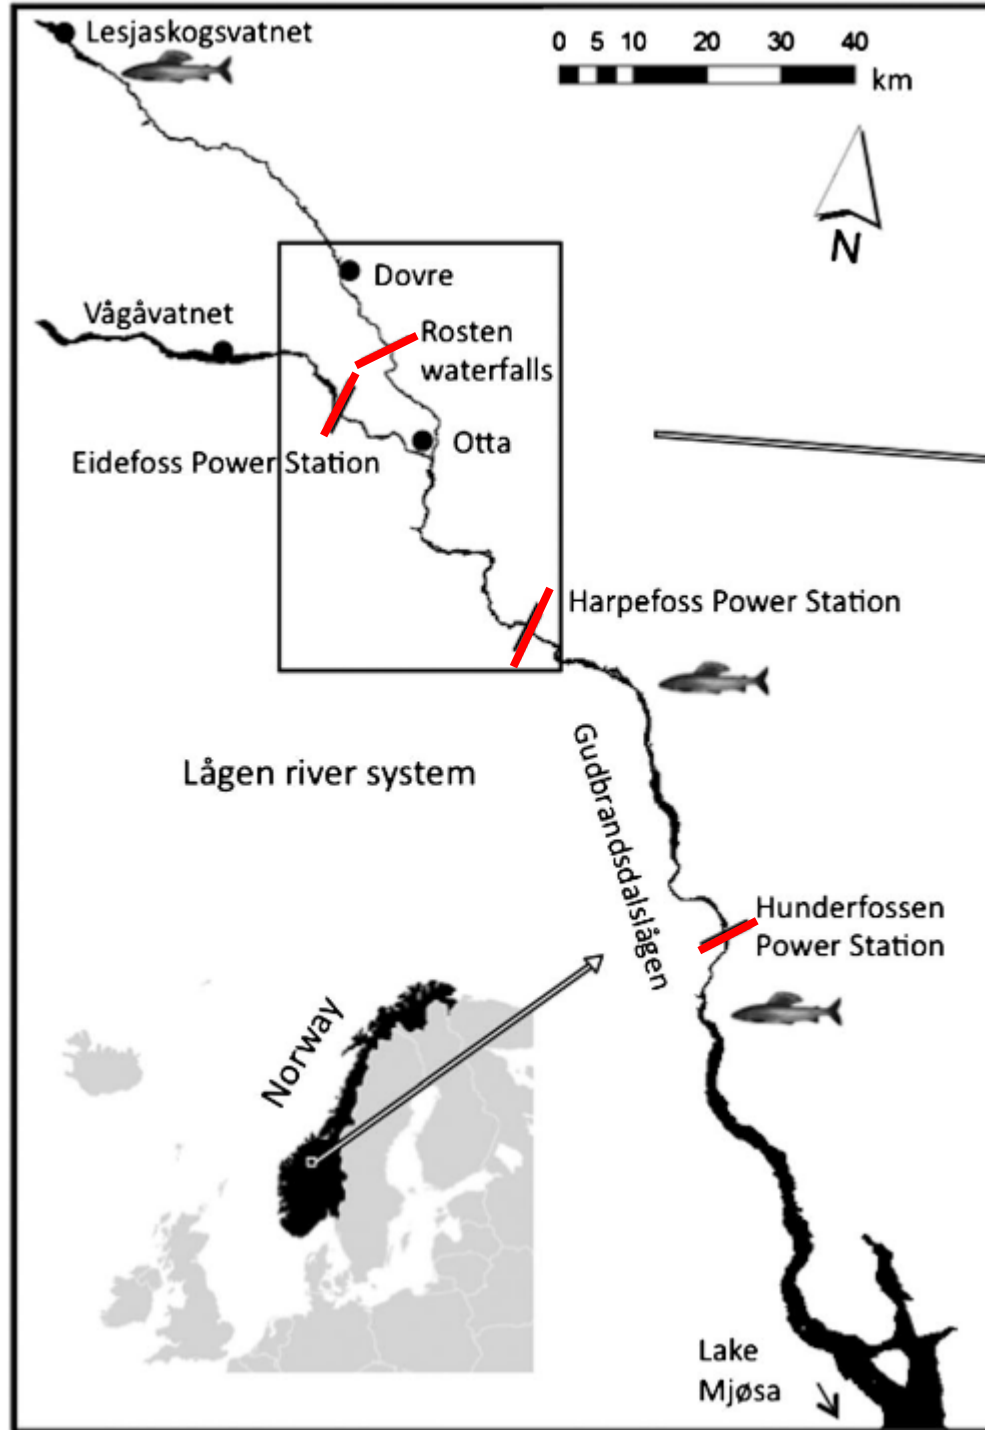 Lesjaskogsvatnet
0 5 10 20 30 40
km
N
Dovre
Vågåvatnet
Rosten
waterfalls
Otta
Eidefoss Power Station
Harpefoss Power Station
Lågen river system
Gudbrandsdalslågen
Hunderfossen
Power Station
Norway
Lake
Mjøsa